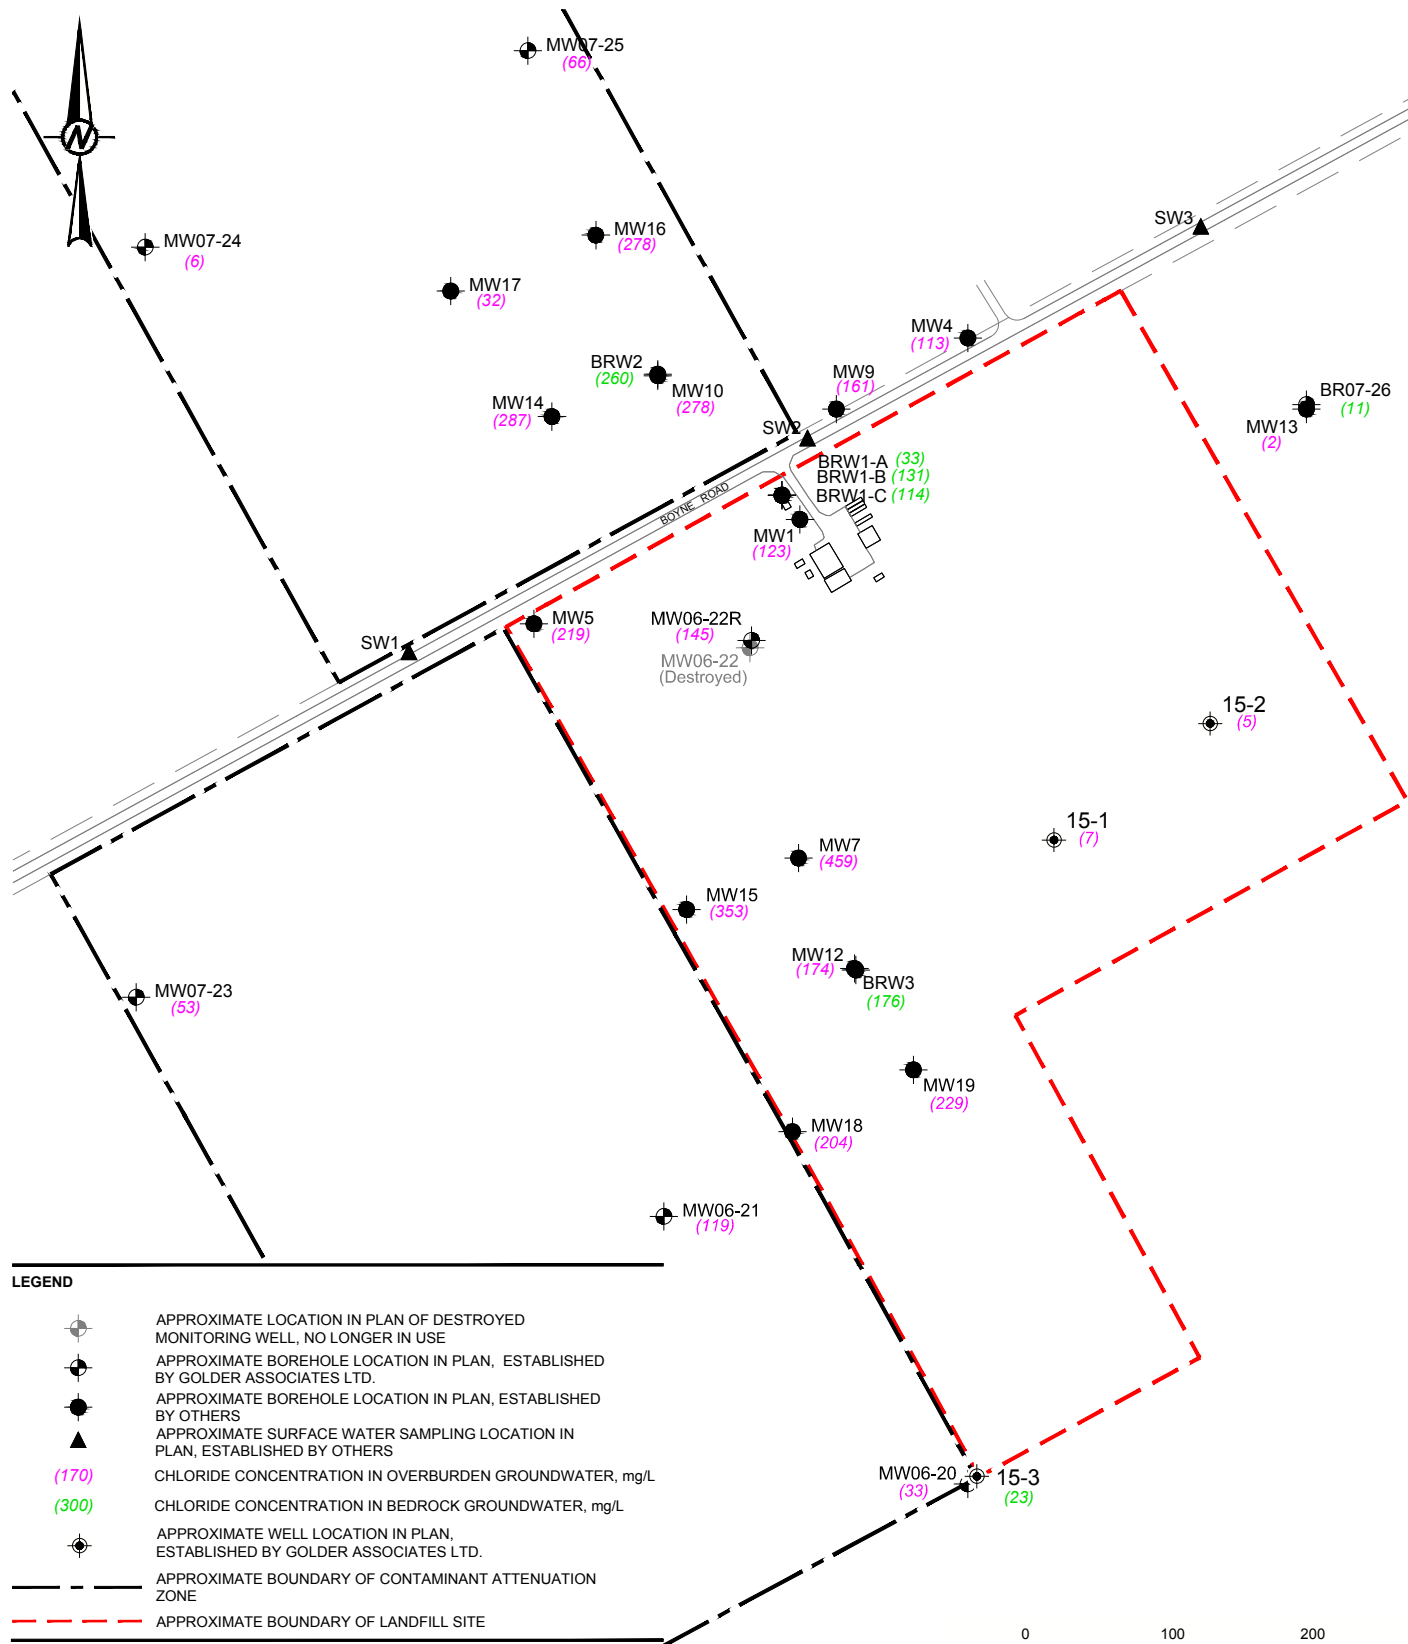 MW07-25
(66)
N
SW3
MW16
(278)
MW07-24
(6)
MW17
(32)
MW4
(113)
BRW2
(260)
MW9
(161)
MW10
(278)
BR07-26
(11)
MW14
(287)
MW13
(2)
SW2
BRW1-A (33)
BRW1-B (131)
BRW1-C (114)
BOYNE ROAD
MW1
(123)
MW5
(219)
MW06-22R
(145)
SW1
MW06-22
(Destroyed)
15-2
(5)
15-1
(7)
MW7
(459)
MW15
(353)
MW12
(174)
BRW3
(176)
MW07-23
(53)
MW19
(229)
MW18
(204)
MW06-21
(119)
LEGEND
APPROXIMATE LOCATION IN PLAN OF DESTROYED
MONITORING WELL, NO LONGER IN USE
APPROXIMATE BOREHOLE LOCATION IN PLAN, ESTABLISHED
BY GOLDER ASSOCIATES LTD.
APPROXIMATE BOREHOLE LOCATION IN PLAN, ESTABLISHED
BY OTHERS
APPROXIMATE SURFACE WATER SAMPLING LOCATION IN
PLAN, ESTABLISHED BY OTHERS
(170) CHLORIDE CONCENTRATION IN OVERBURDEN GROUNDWATER, mg/L
(300) CHLORIDE CONCENTRATION IN BEDROCK GROUNDWATER, mg/L
APPROXIMATE WELL LOCATION IN PLAN,
ESTABLISHED BY GOLDER ASSOCIATES LTD.
APPROXIMATE BOUNDARY OF CONTAMINANT ATTENUATION
ZONE
APPROXIMATE BOUNDARY OF LANDFILL SITE
MW06-20
(33)
15-3
(23)
0 100 200